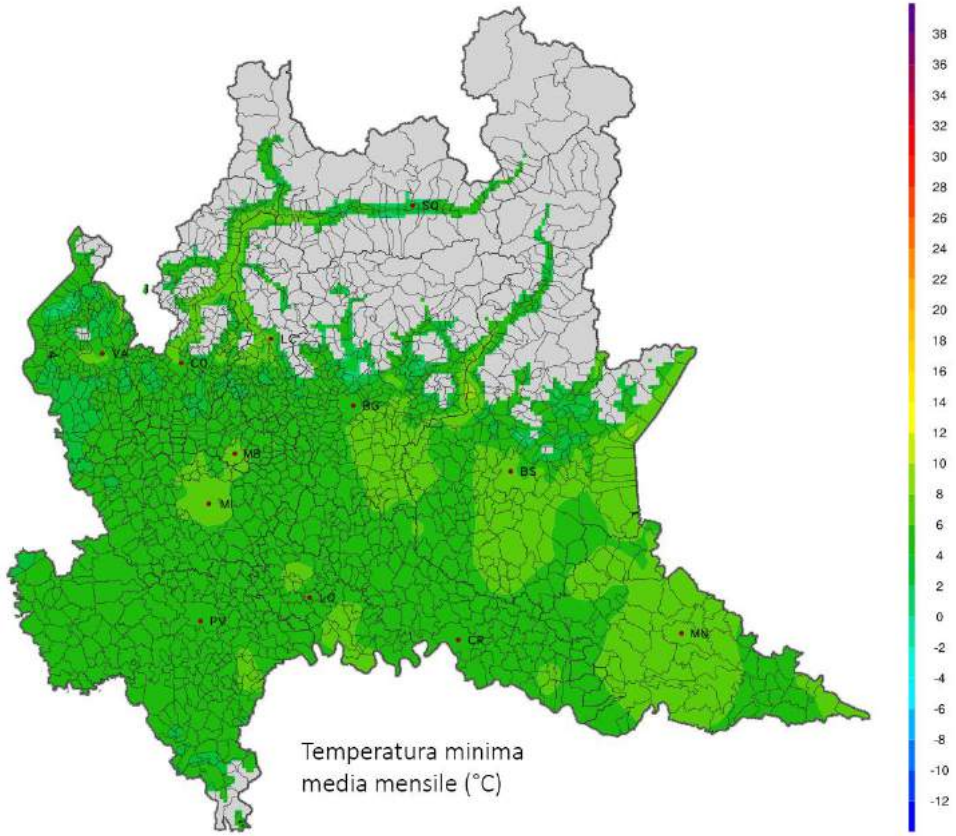 38
36
34
32
30
28
26
24
22
20
18
16
14
12
10
8
6
4
2
0
-2
-4
-6
-8
-10
-12
SO
VA
CO
LC
BG
MB
BS
MI
LO
PV
CR
MN
Temperatura minima
media mensile (°C)